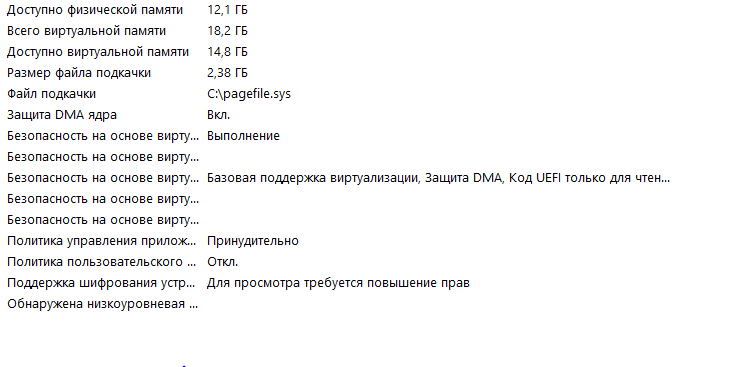 Доступно физической памяти 12,1 ГБ
Всего виртуальной памяти 18,2 ГБ
Доступно виртуальной памяти 14,8 ГБ
Размер файла подкачки 2,38 ГБ
Файл подкачки C:\pagefile.sys
Защита DMA ядра Вкл.
Безопасность на основе вирту... Выполнение
Безопасность на основе вирту...
Безопасность на основе вирту... Базовая поддержка виртуализации, Защита DMA, Код UEFI только для чтен...
Безопасность на основе вирту...
Безопасность на основе вирту...
Политика управления прилож... Принудительно
Политика пользовательского ... Откл.
Поддержка шифрования устр... Для просмотра требуется повышение прав
Обнаружена низкоуровневая ...